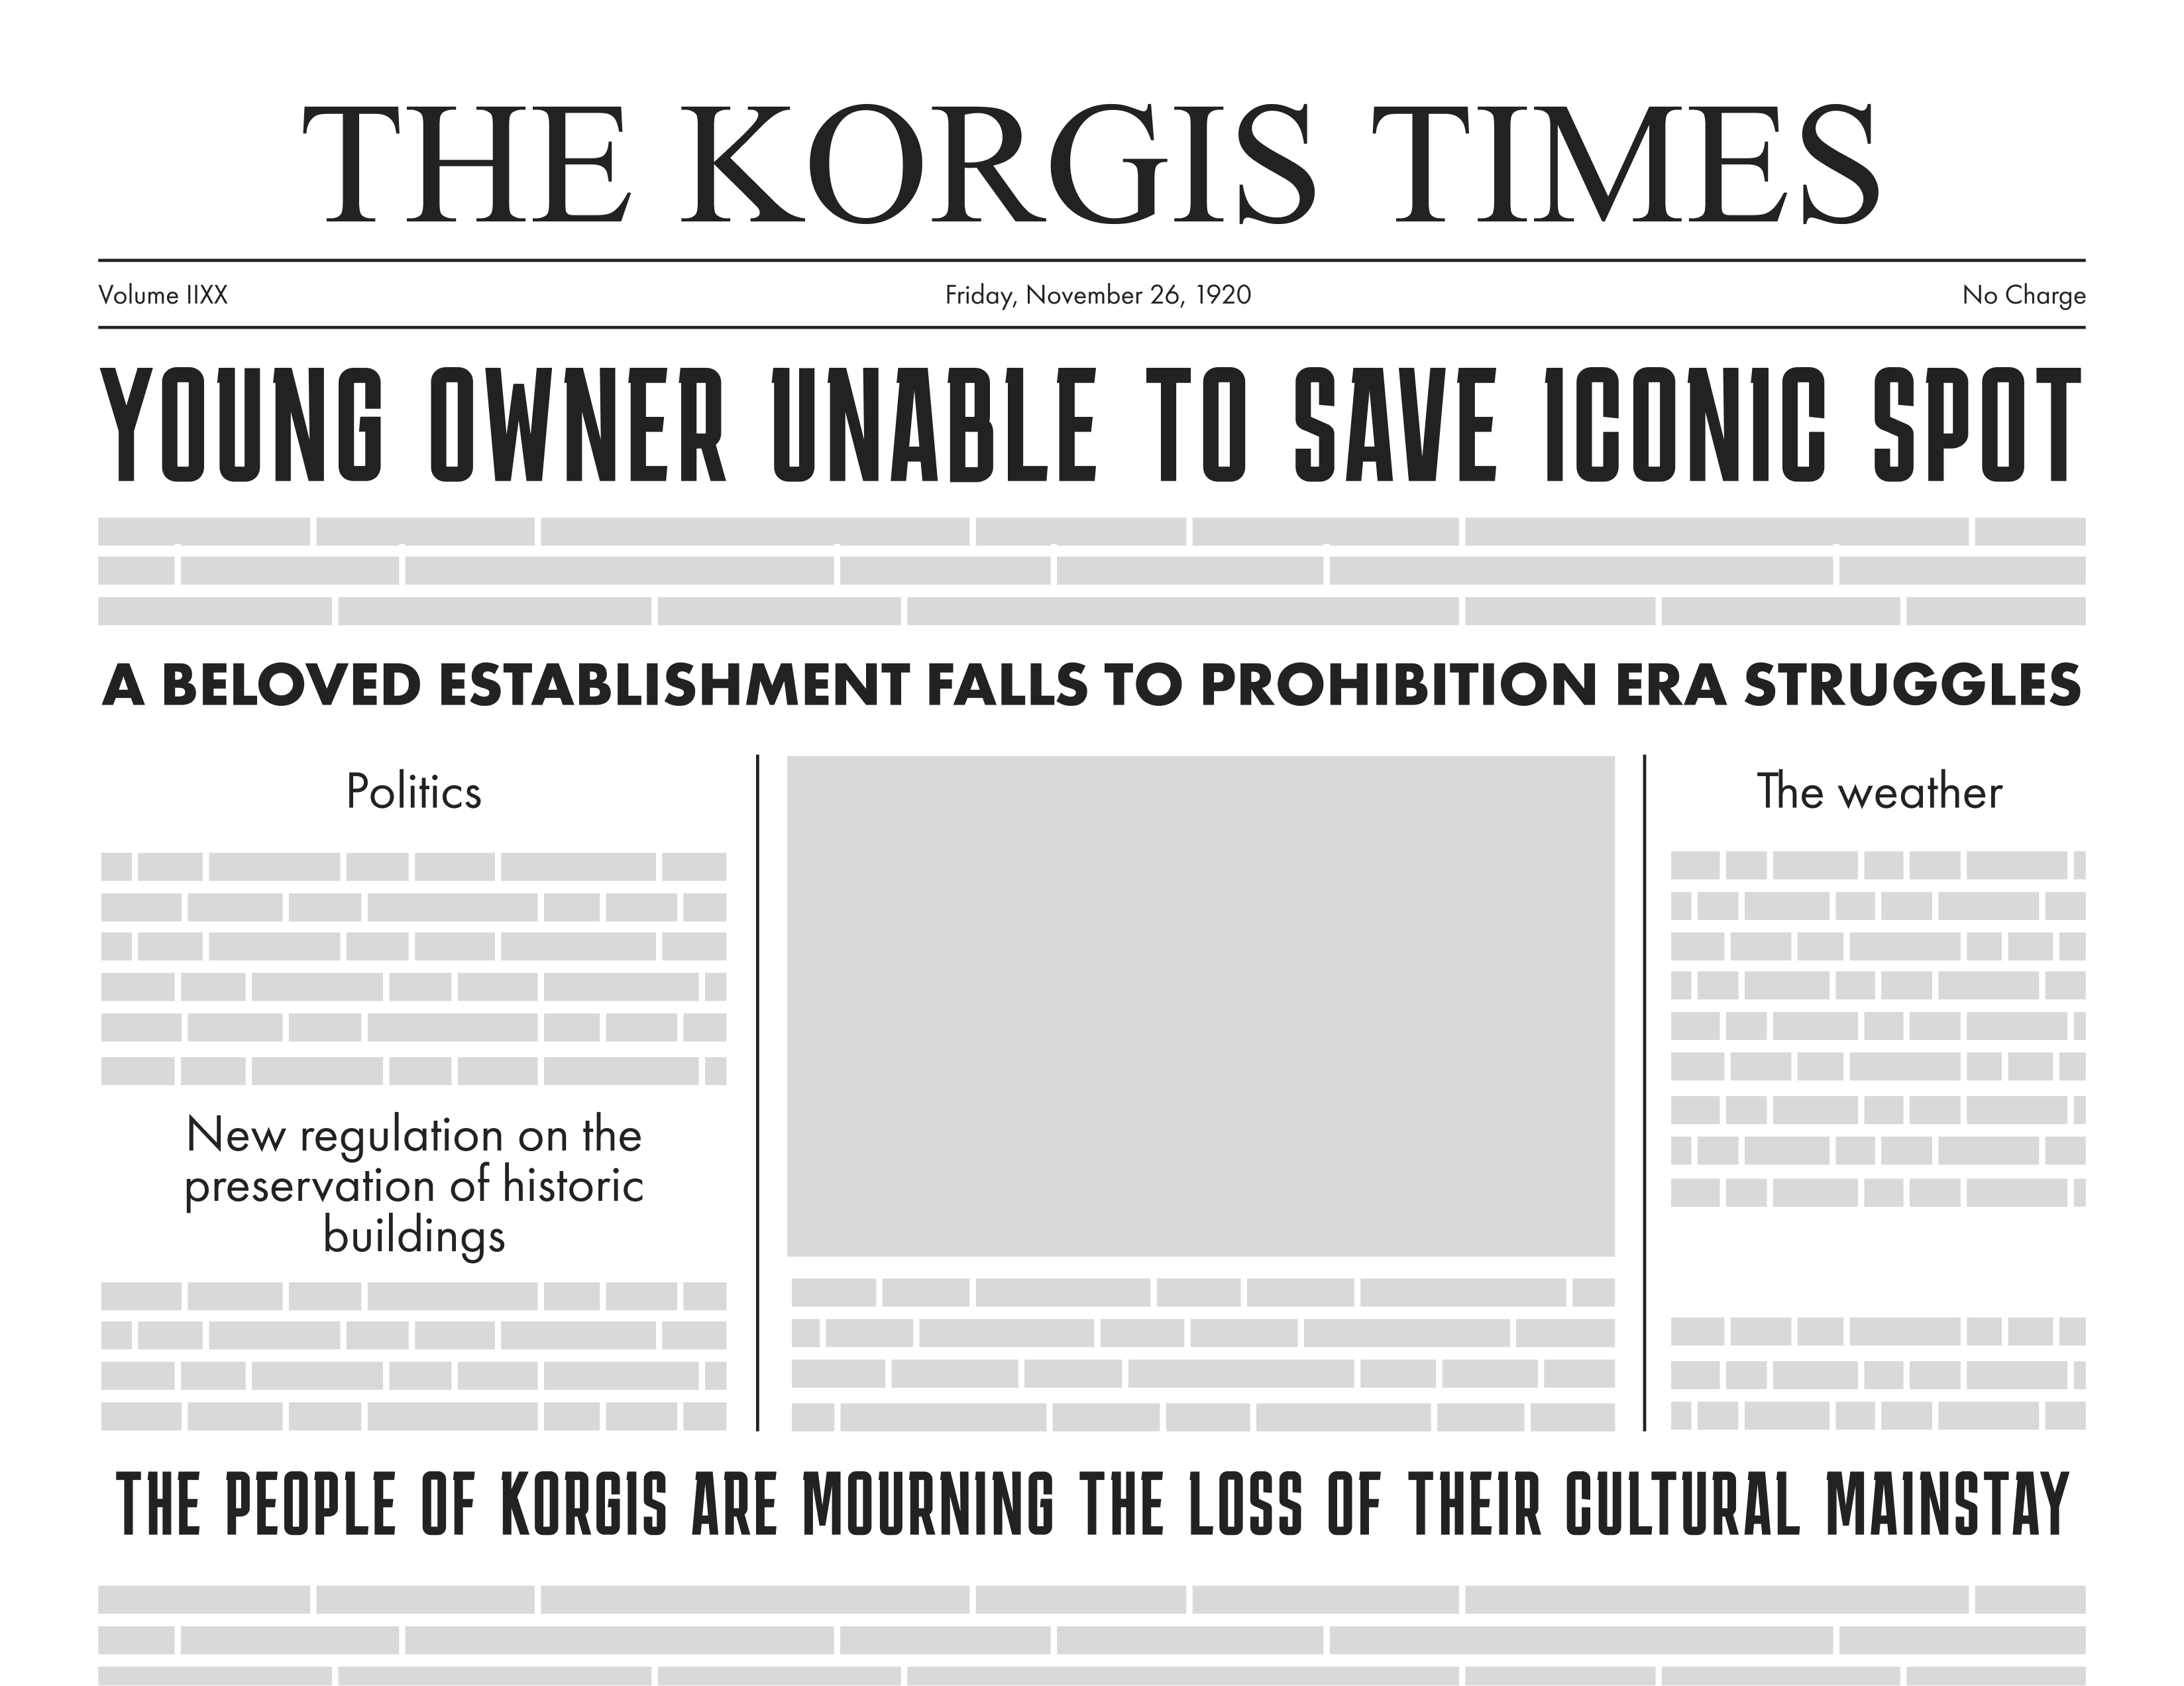 THE KORGIS TIMES
Volume IIXX
Friday, November 26, 1920
No Charge
YOUNG OWNER UNABLE TO SAVE ICONIC SPOT
A BELOVED ESTABLISHMENT FALLS TO PROHIBITION ERA STRUGGLES
Politics
New regulation on the
preservation of historic
buildings
The weather
THE PEOPLE OF KORGIS ARE MOURNING THE LOSS OF THEIR CULTURAL MAINSTAY